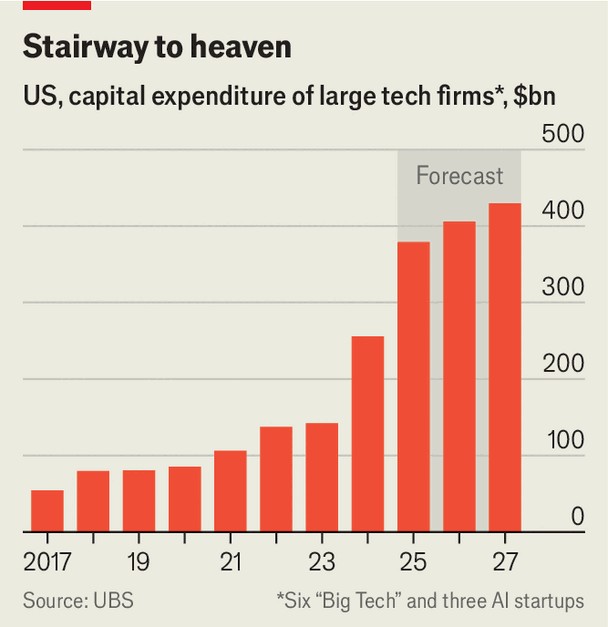 Stairway to heaven
US, capital expenditure of large tech firms*, $bn
500
Forecast
400
300
200
100
0
2017 19 21 23 25 27
Source: UBS *Six “Big Tech” and three AI startups